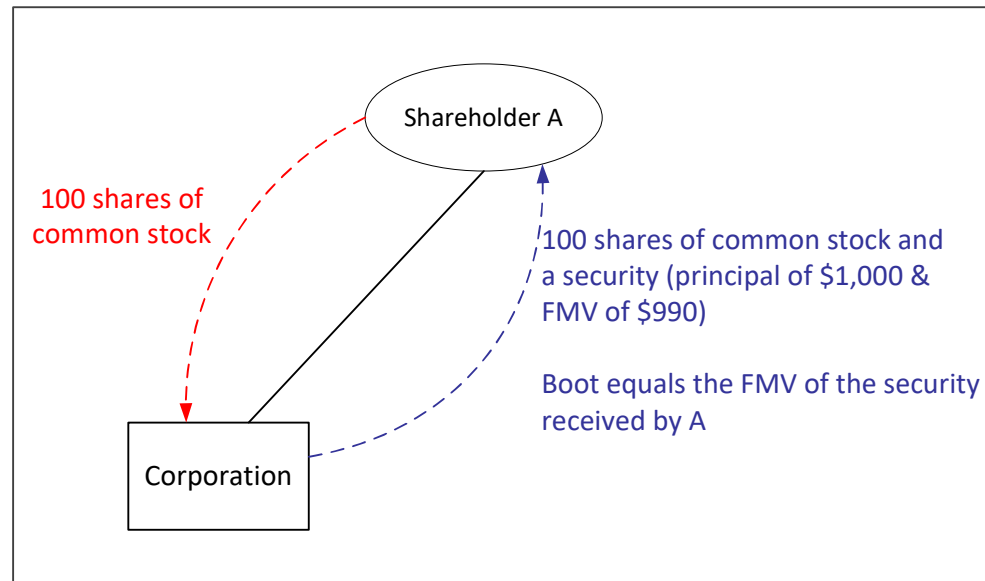 Shareholder A
100 shares of
common stock
100 shares of common stock and
a security (principal of $1,000 &
FMV of $990)
Boot equals the FMV of the security
received by A
Corporation